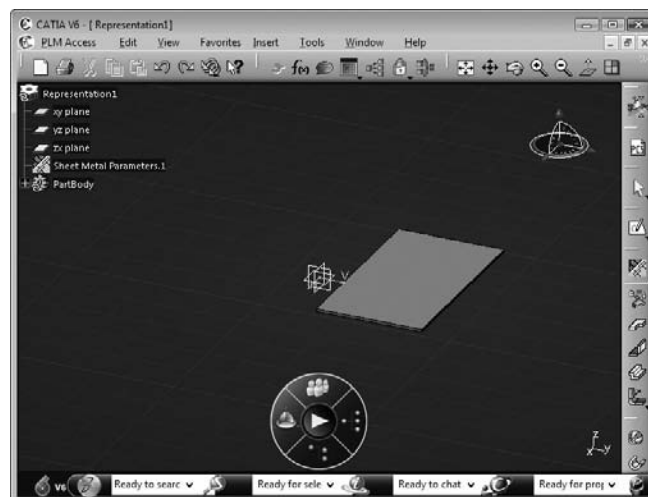 CATIA V6 - [ Representation1]
PLM Access Edit View Favorites Insert Tools Window Help
f(x)
Representation1
xy plane
yz plane
zx plane
Sheet Metal Parameters.1
PartBody
z
x y
V6 Ready to searc Ready for sele Ready to chat Ready for prop